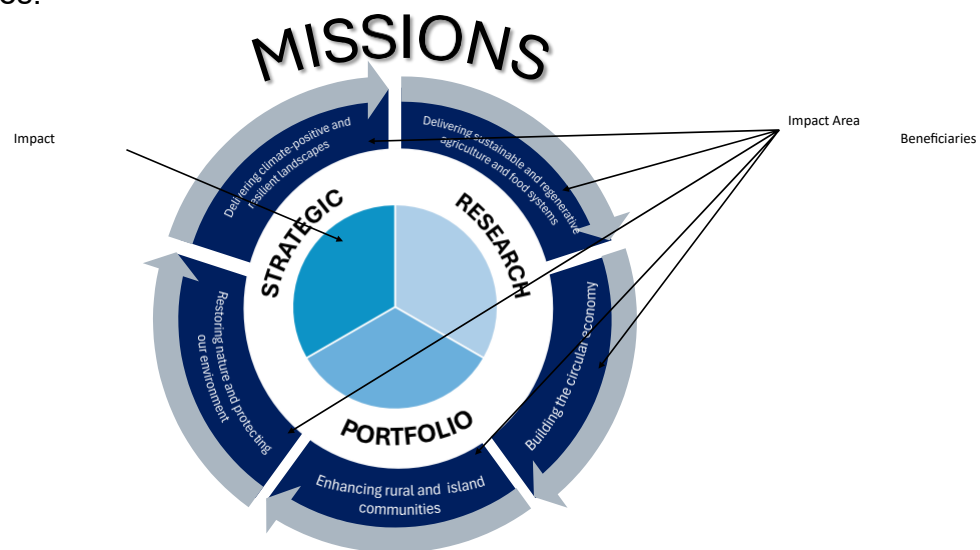 MISSIONS
Impact
Impact Area
Beneficiaries
Delivering climate-positive and
resilient landscapes
Delivering sustainable and regenerative
agriculture and food systems
STRATEGIC
RESEARCH
PORTFOLIO
Restoring nature and protecting
our environment
Building the circular economy
Enhancing rural and island
communities